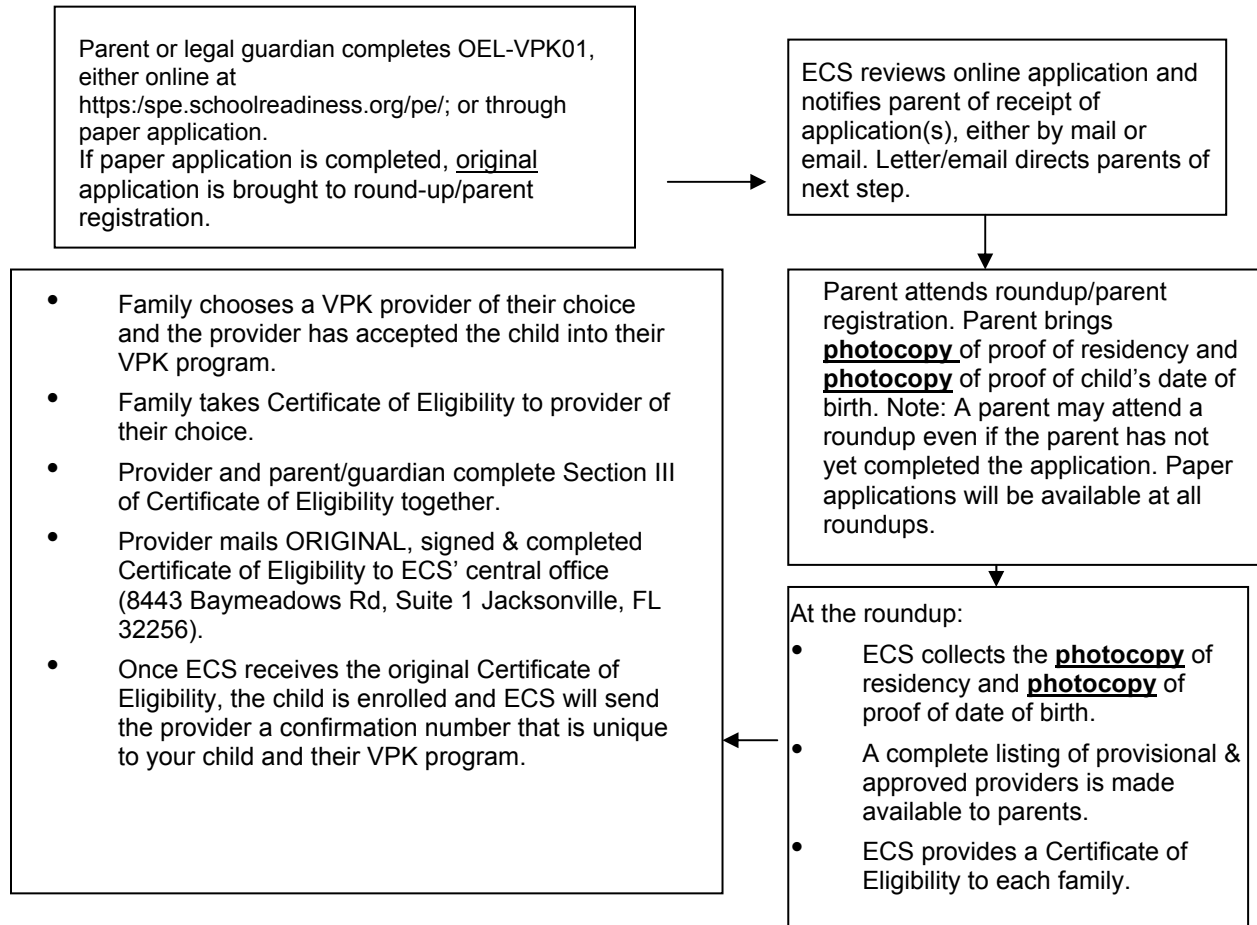 Parent or legal guardian completes OEL-VPK01,
either online at
https:/spe.schoolreadiness.org/pe/; or through
paper application.
If paper application is completed, original
application is brought to round-up/parent
registration.
ECS reviews online application and
notifies parent of receipt of
application(s), either by mail or
email. Letter/email directs parents of
next step.
Parent attends roundup/parent
registration. Parent brings
photocopy of proof of residency and
photocopy of proof of child's date of
birth. Note: A parent may attend a
roundup even if the parent has not
yet completed the application. Paper
applications will be available at all
roundups.
At the roundup:
• ECS collects the photocopy of
residency and photocopy of
proof of date of birth.
• A complete listing of provisional &
approved providers is made
available to parents.
• ECS provides a Certificate of
Eligibility to each family.
• Family chooses a VPK provider of their choice
and the provider has accepted the child into their
VPK program.
• Family takes Certificate of Eligibility to provider of
their choice.
• Provider and parent/guardian complete Section III
of Certificate of Eligibility together.
• Provider mails ORIGINAL, signed & completed
Certificate of Eligibility to ECS' central office
(8443 Baymeadows Rd, Suite 1 Jacksonville, FL
32256).
• Once ECS receives the original Certificate of
Eligibility, the child is enrolled and ECS will send
the provider a confirmation number that is unique
to your child and their VPK program.